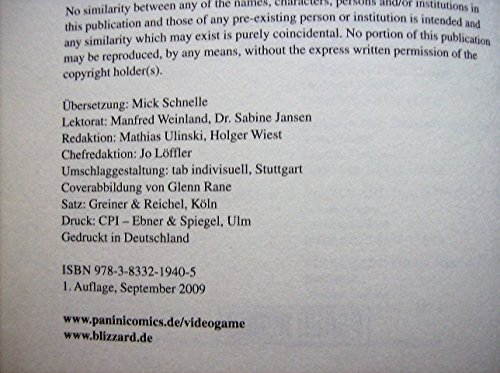 No similarity between any of the names, characters, persons and/or institutions in
this publication and those of any pre-existing person or institution is intended and
any similarity which may exist is purely coincidental. No portion of this publication
may be reproduced, by any means, without the express written permission of the
copyright holder(s).
Übersetzung: Mick Schnelle
Lektorat: Manfred Weinland, Dr. Sabine Jansen
Redaktion: Mathias Ulinski, Holger Wiest
Chefredaktion: Jo Löffler
Umschlaggestaltung: tab indivisuell, Stuttgart
Coverabbildung von Glenn Rane
Satz: Greiner & Reichel, Köln
Druck: CPI – Ebner & Spiegel, Ulm
Gedruckt in Deutschland
ISBN 978-3-8332-1940-5
1. Auflage, September 2009
www.paninicomics.de/videogame
www.blizzard.de